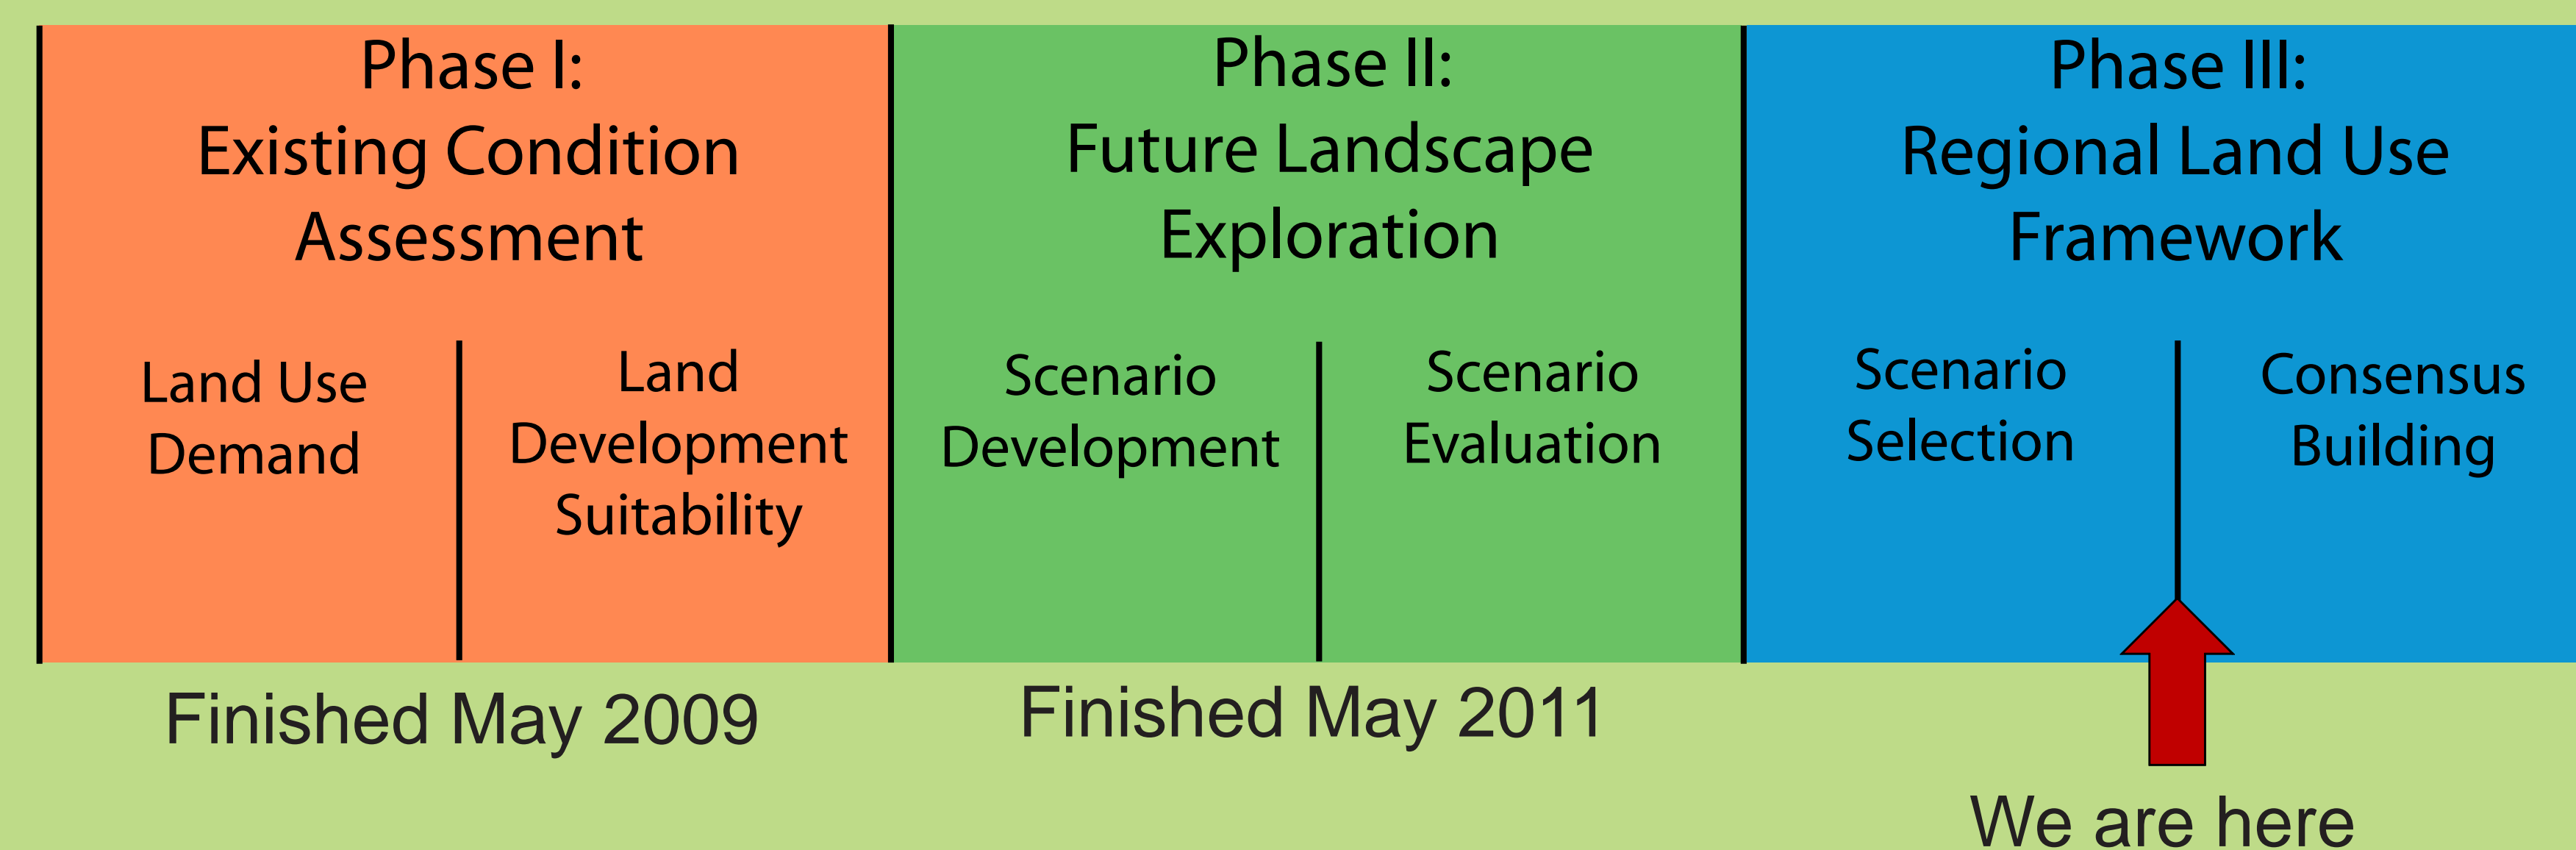 Phase I:
Existing Condition
Assessment
Land Use
Demand
Land
Development
Suitability
Finished May 2009
Phase II:
Future Landscape
Exploration
Scenario
Development
Scenario
Evaluation
Finished May 2011
Phase III:
Regional Land Use
Framework
Scenario
Selection
Consensus
Building
We are here